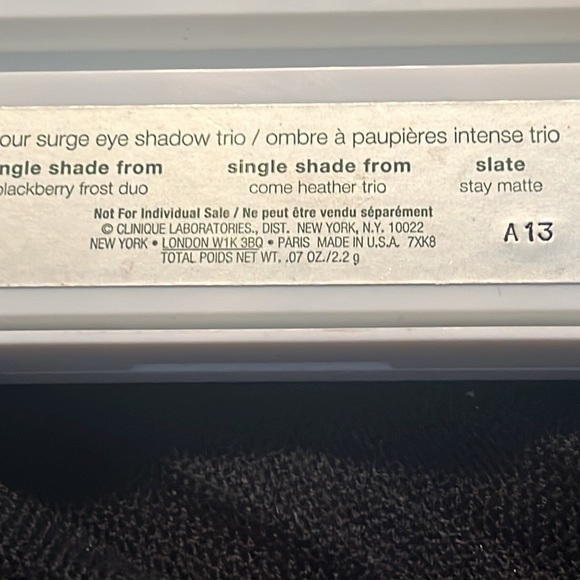 our surge eye shadow trio / ombre à paupières intense trio
ngle shade from single shade from slate
blackberry frost duo come heather trio stay matte
Not For Individual Sale / Ne peut être vendu séparément
© CLINIQUE LABORATORIES., DIST. NEW YORK, N.Y. 10022
NEW YORK • LONDON W1K 3BQ • PARIS MADE IN U.S.A. 7XK8
TOTAL POIDS NET WT. .07 OZ./2.2 g
A13